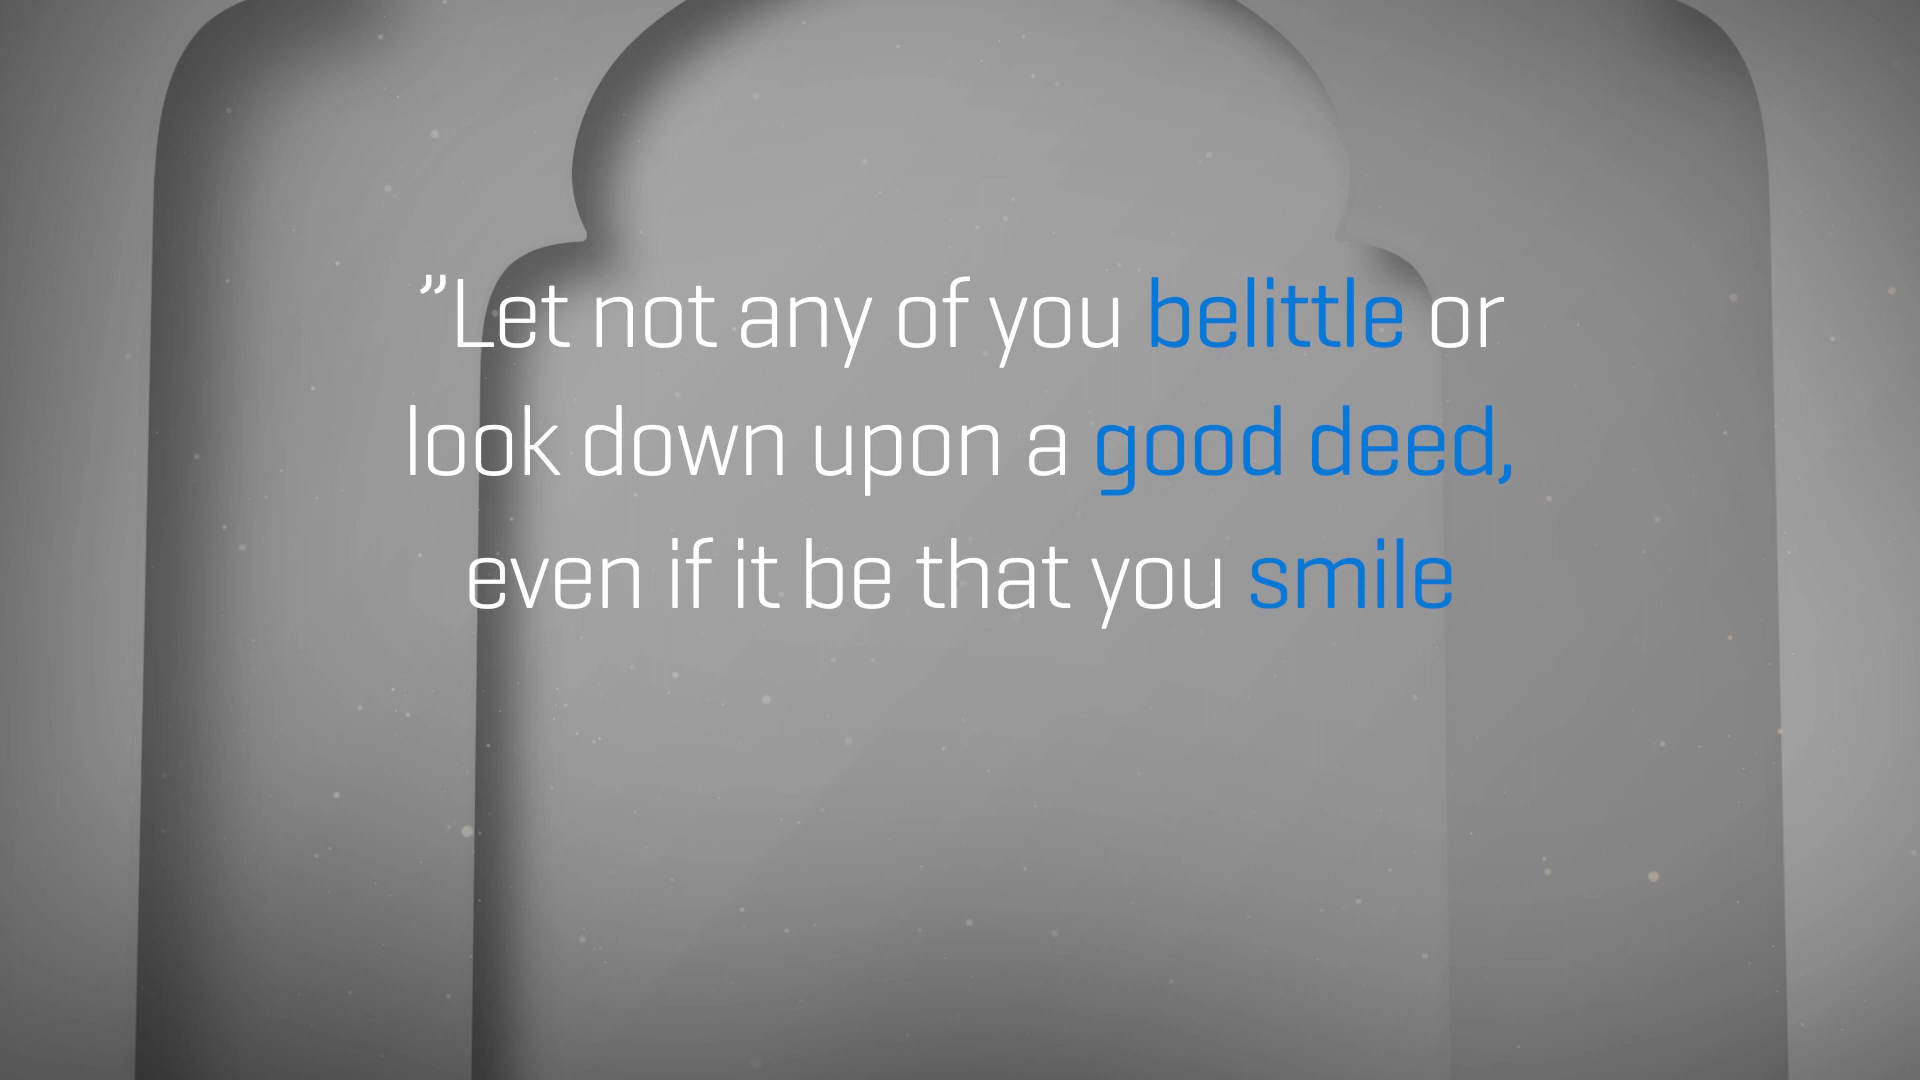 ”Let not any of you belittle or
look down upon a good deed,
even if it be that you smile